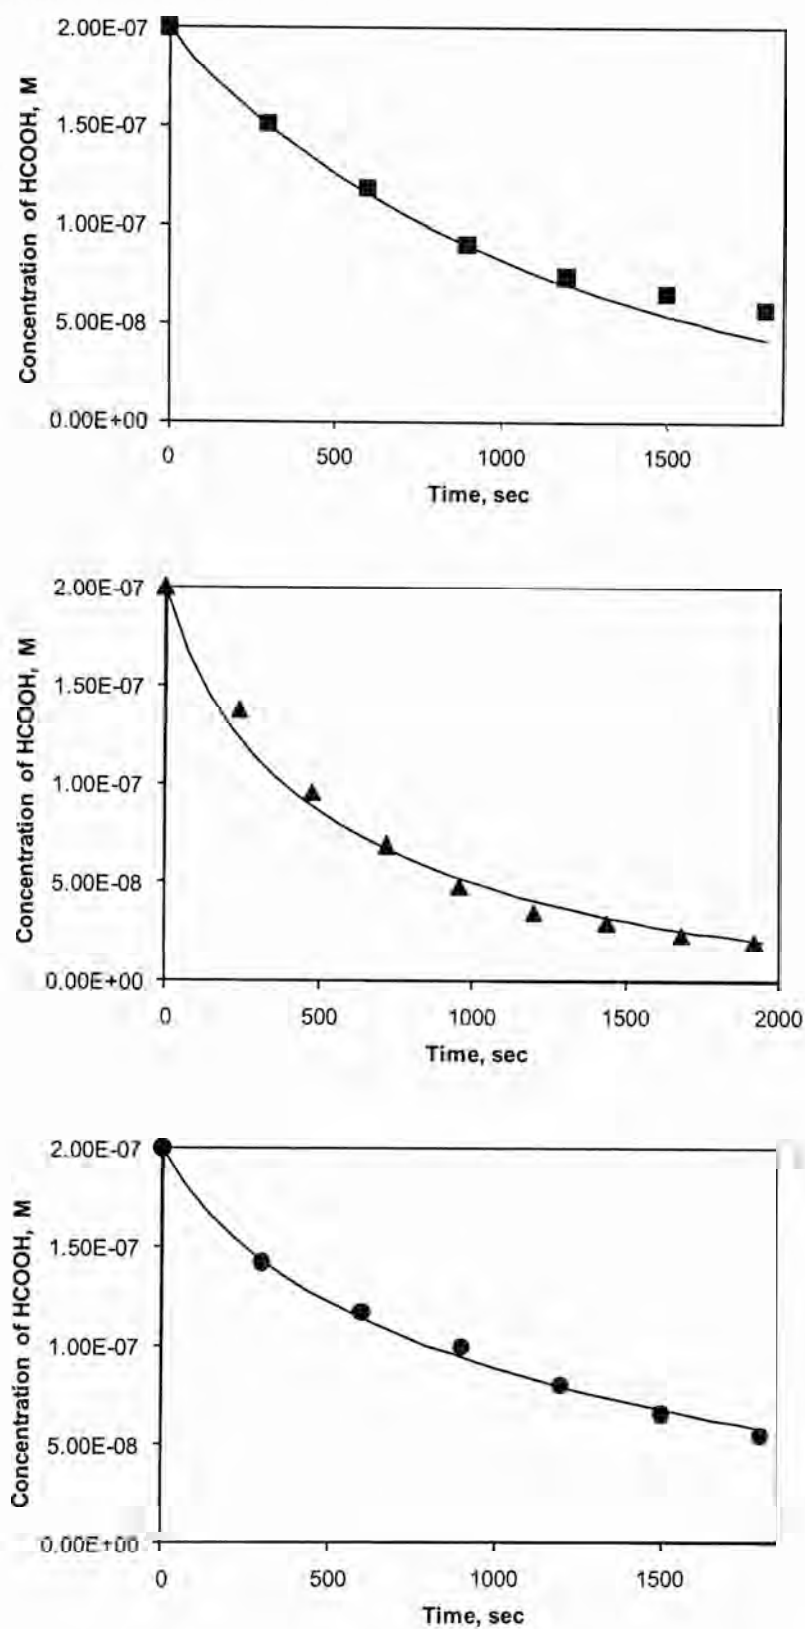 2.00E-07
1.50E-07
1.00E-07
5.00E-08
0.00E+00
Concentration of HCOOH, M
0 500 1000 1500
Time, sec
2.00E-07
1.50E-07
1.00E-07
5.00E-08
0.00E+00
Concentration of HCOOH, M
0 500 1000 1500 2000
Time, sec
2.00E-07
1.50E-07
1.00E-07
5.00E-08
0.00E+00
Concentration of HCOOH, M
0 500 1000 1500
Time, sec